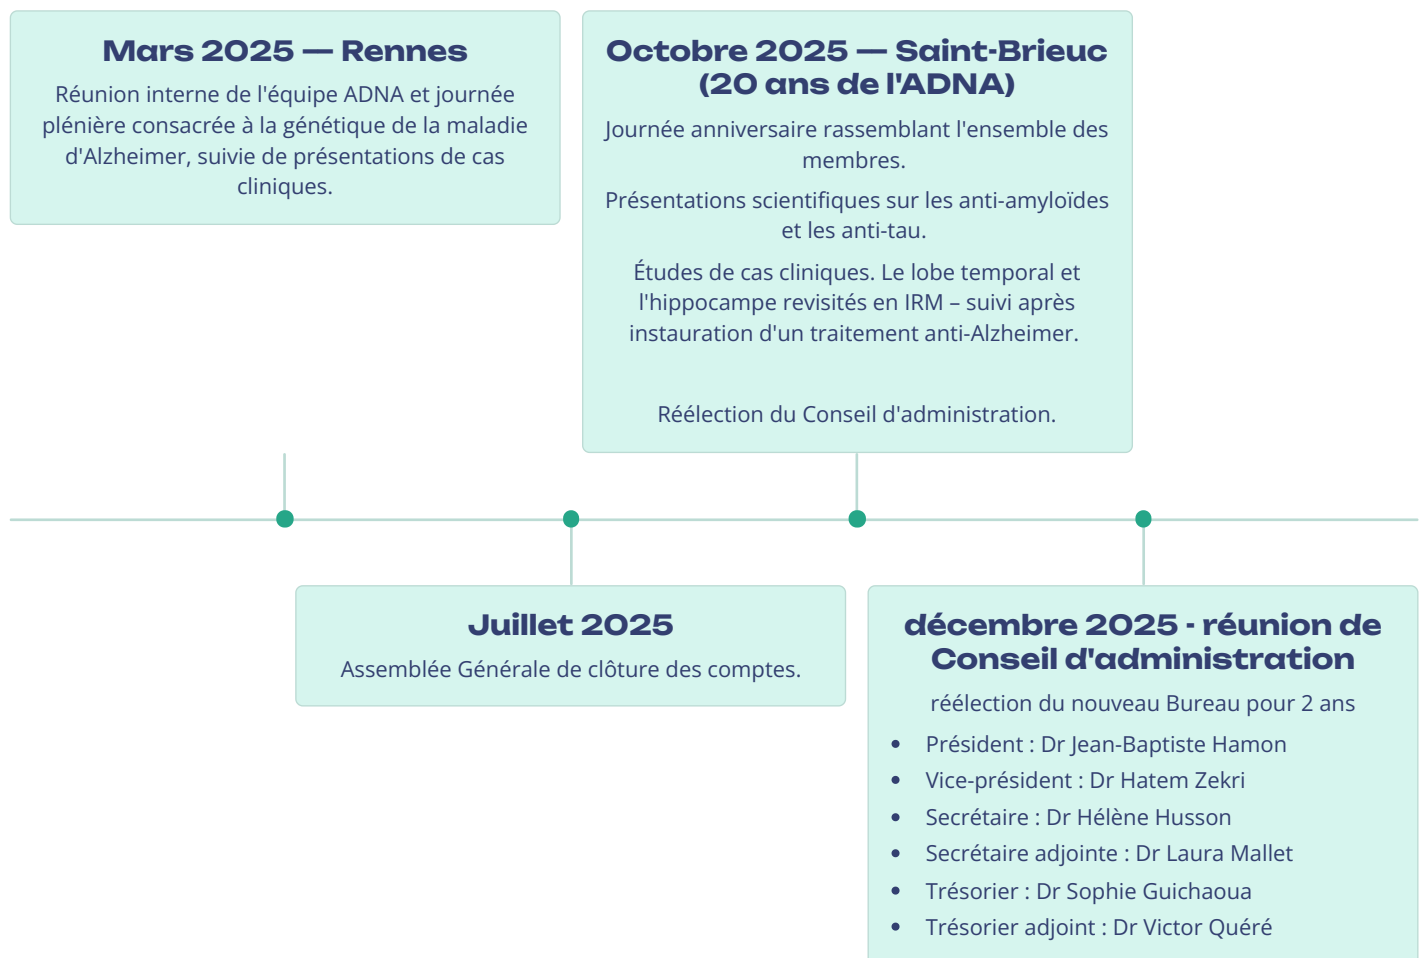 Mars 2025 — Rennes
Réunion interne de l'équipe ADNA et journée
plénière consacrée à la génétique de la maladie
d'Alzheimer, suivie de présentations de cas
cliniques.
Octobre 2025 — Saint-Brieuc
(20 ans de l'ADNA)
Journée anniversaire rassemblant l'ensemble des
membres.
Présentations scientifiques sur les anti-amyloïdes
et les anti-tau.
Études de cas cliniques. Le lobe temporal et
l'hippocampe revisités en IRM – suivi après
instauration d'un traitement anti-Alzheimer.
Réélection du Conseil d'administration.
Juillet 2025
Assemblée Générale de clôture des comptes.
décembre 2025 - réunion de
Conseil d'administration
réélection du nouveau Bureau pour 2 ans
• Président : Dr Jean-Baptiste Hamon
• Vice-président : Dr Hatem Zekri
• Secrétaire : Dr Hélène Husson
• Secrétaire adjointe : Dr Laura Mallet
• Trésorier : Dr Sophie Guichaoua
• Trésorier adjoint : Dr Victor Quéré